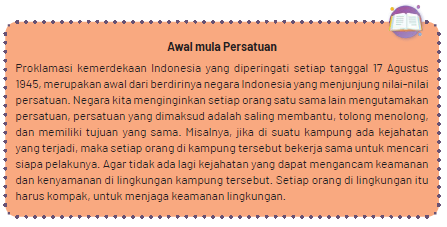 Awal mula Persatuan
Proklamasi kemerdekaan Indonesia yang diperingati setiap tanggal 17 Agustus
1945, merupakan awal dari berdirinya negara Indonesia yang menjunjung nilai-nilai
persatuan. Negara kita menginginkan setiap orang satu sama lain mengutamakan
persatuan, persatuan yang dimaksud adalah saling membantu, tolong menolong,
dan memiliki tujuan yang sama. Misalnya, jika di suatu kampung ada kejahatan
yang terjadi, maka setiap orang di kampung tersebut bekerja sama untuk mencari
siapa pelakunya. Agar tidak ada lagi kejahatan yang dapat mengancam keamanan
dan kenyamanan di lingkungan kampung tersebut. Setiap orang di lingkungan itu
harus kompak, untuk menjaga keamanan lingkungan.